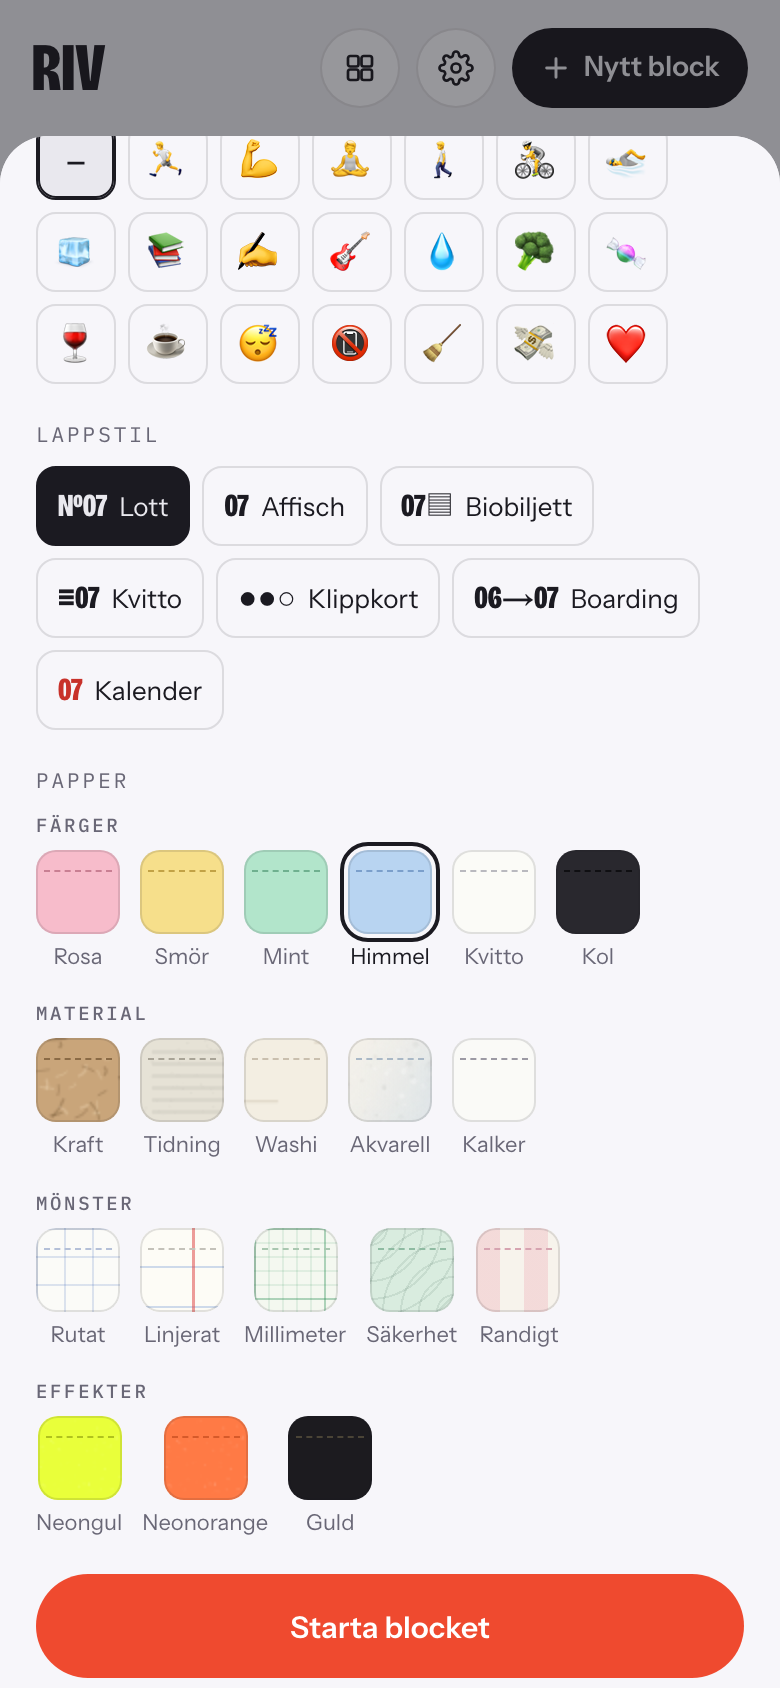 RIV
+ Nytt block
–
LAPPSTIL
Nº07 Lott
07 Affisch
07▤ Biobiljett
≡07 Kvitto
●●○ Klippkort
06→07 Boarding
07 Kalender
PAPPER
FÄRGER
Rosa
Smör
Mint
Himmel
Kvitto
Kol
MATERIAL
Kraft
Tidning
Washi
Akvarell
Kalker
MÖNSTER
Rutat
Linjerat
Millimeter
Säkerhet
Randigt
EFFEKTER
Neongul
Neonorange
Guld
Starta blocket